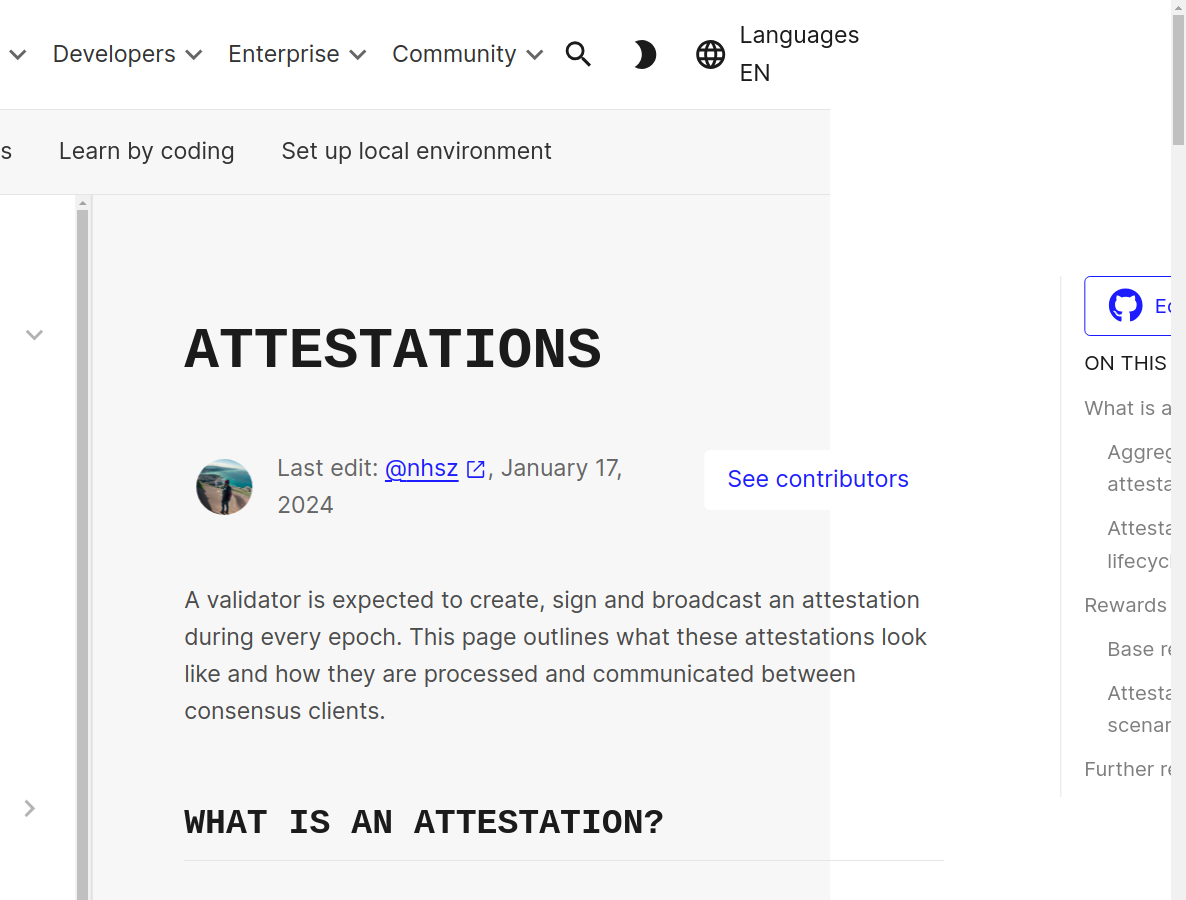 Developers Enterprise Community Languages
EN
s Learn by coding Set up local environment
ATTESTATIONS
Last edit: @nhsz, January 17,
2024
See contributors
A validator is expected to create, sign and broadcast an attestation
during every epoch. This page outlines what these attestations look
like and how they are processed and communicated between
consensus clients.
WHAT IS AN ATTESTATION?
ON THIS
What is a
Aggreg
attesta
Attesta
lifecyc
Rewards
Base re
Attesta
scenar
Further re